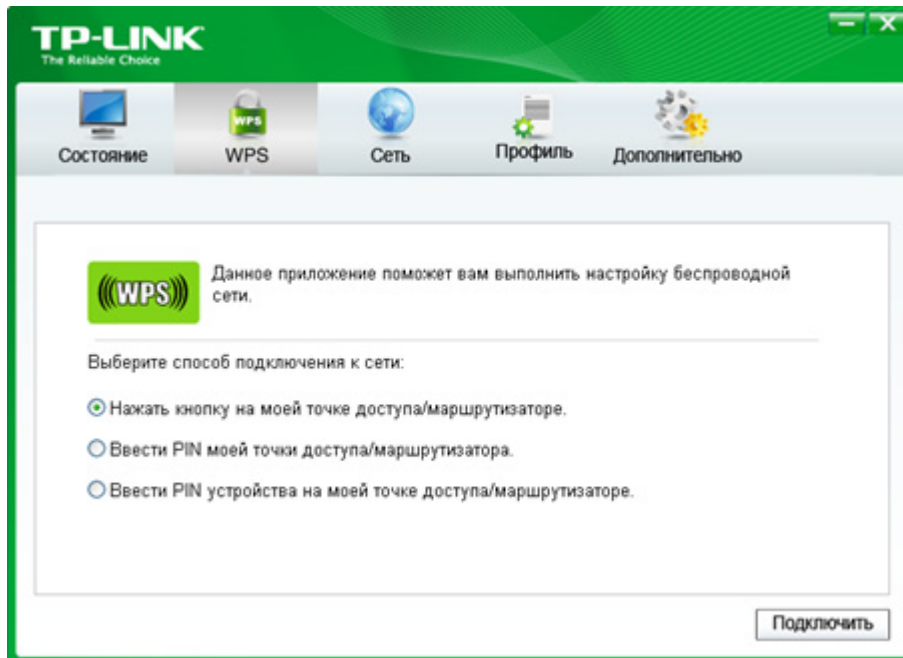 TP-LINK
The Reliable Choice
Состояние
WPS
WPS
Сеть
Профиль
Дополнительно
WPS
Данное приложение поможет вам выполнить настройку беспроводной
сети.
Выберите способ подключения к сети:
Нажать кнопку на моей точке доступа/маршрутизаторе.
Ввести PIN моей точки доступа/маршрутизатора.
Ввести PIN устройства на моей точке доступа/маршрутизаторе.
Подключить